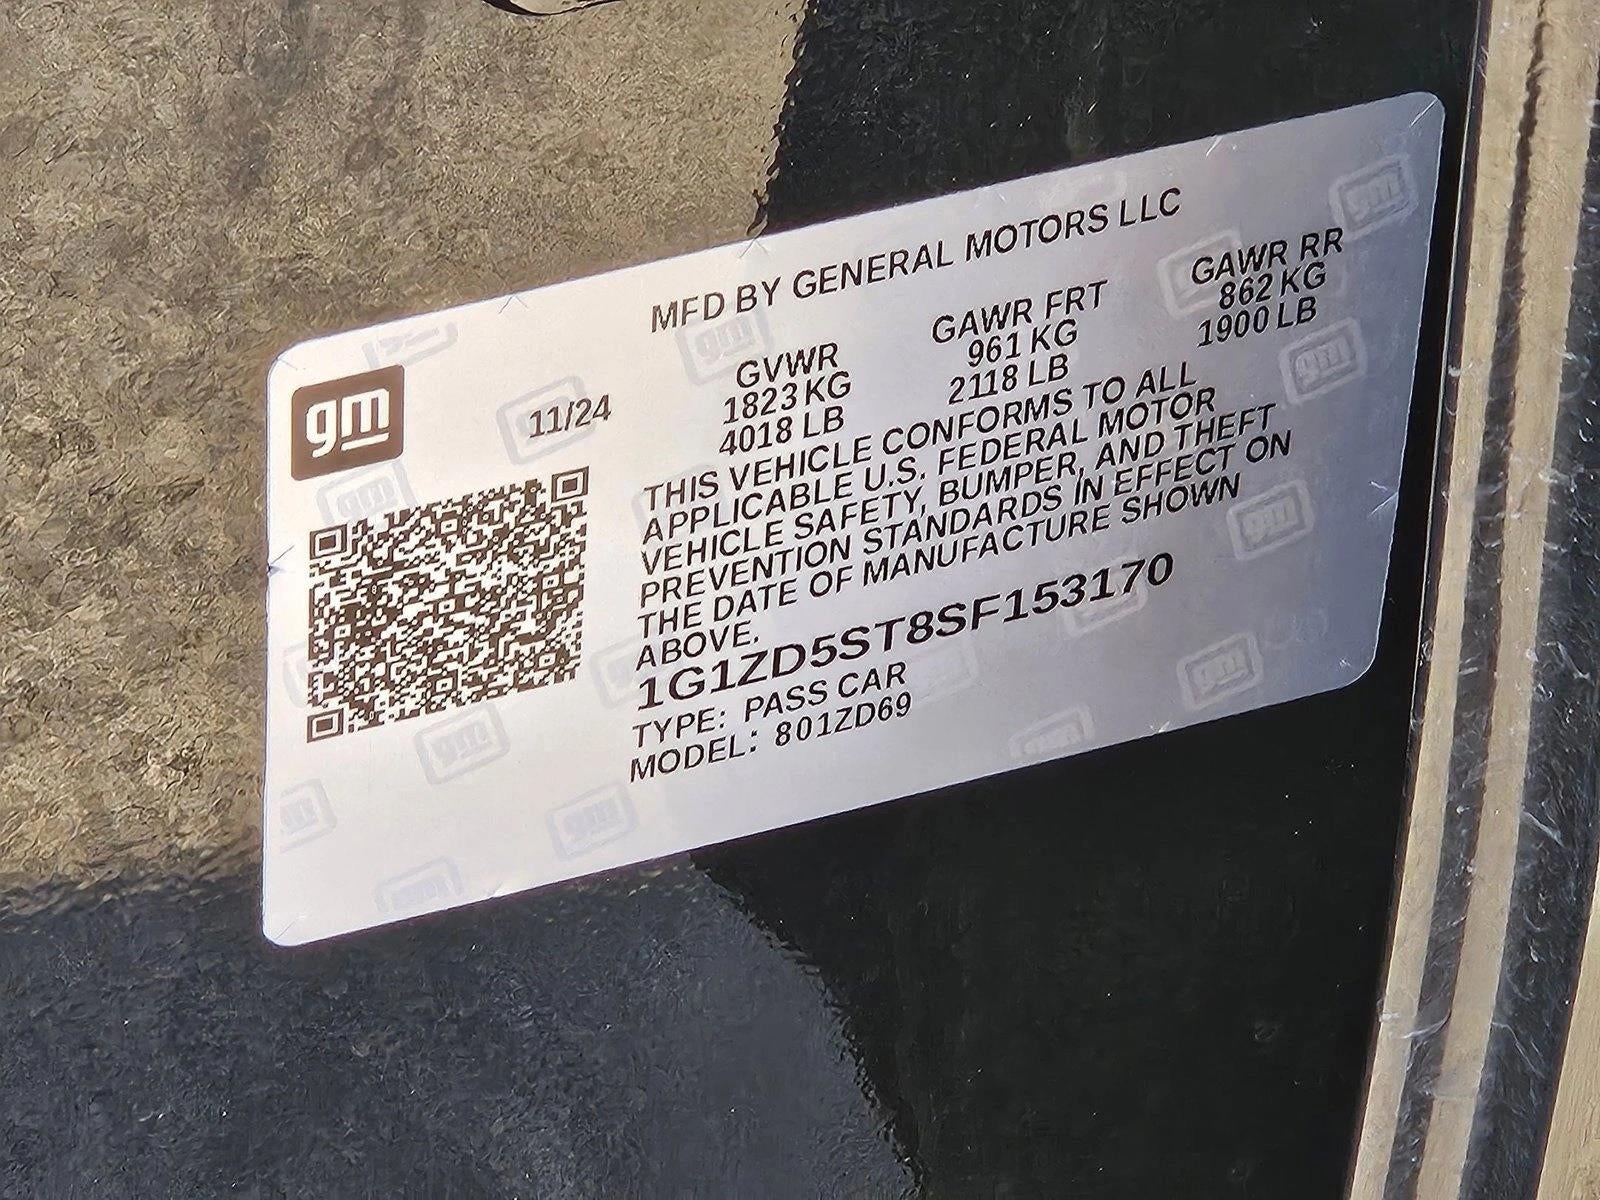 MFD BY GENERAL MOTORS LLC
gm
11/24
GVWR GAWR FRT GAWR RR
1823 KG 961 KG 862 KG
4018 LB 2118 LB 1900 LB
THIS VEHICLE CONFORMS TO ALL
APPLICABLE U.S. FEDERAL MOTOR
VEHICLE SAFETY, BUMPER, AND THEFT
PREVENTION STANDARDS IN EFFECT ON
THE DATE OF MANUFACTURE SHOWN
ABOVE.
1G1ZD5ST8SF153170
TYPE: PASS CAR
MODEL: 801ZD69